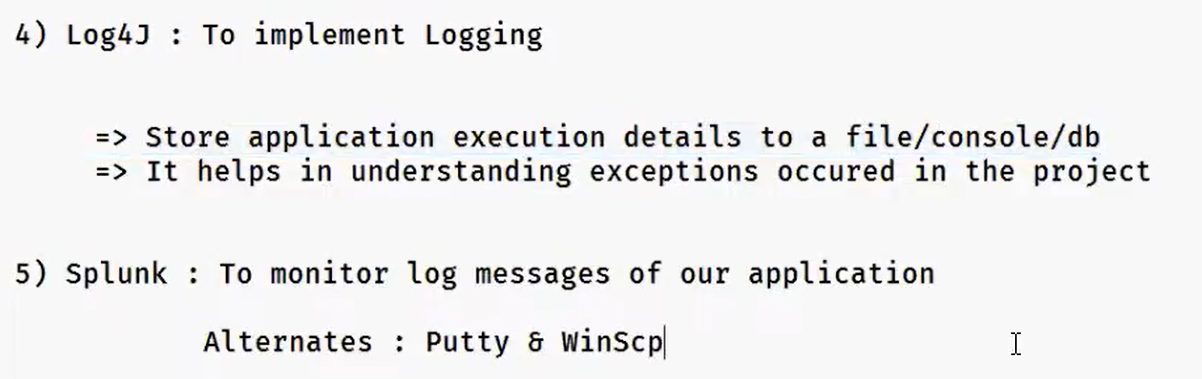 4) Log4J : To implement Logging
=> Store application execution details to a file/console/db
=> It helps in understanding exceptions occured in the project
5) Splunk : To monitor log messages of our application
Alternates : Putty & WinScp